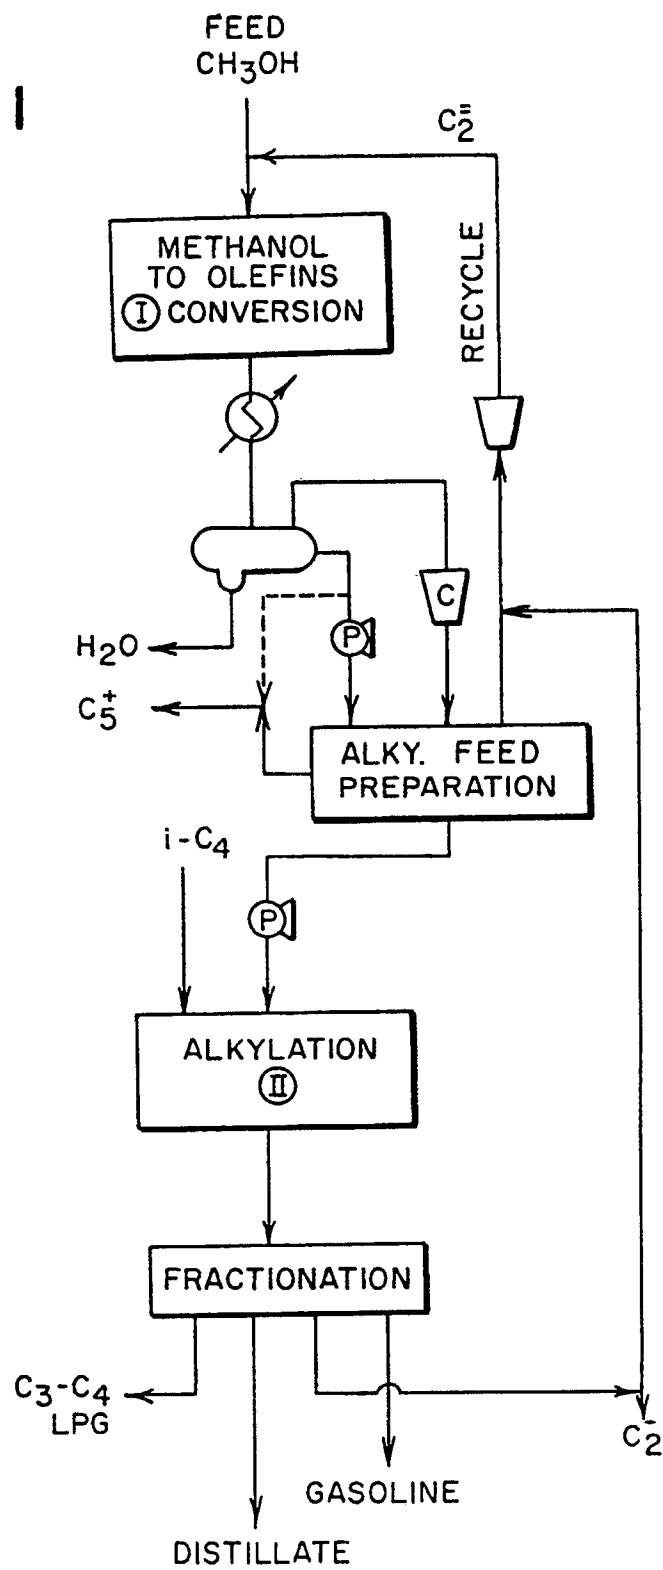 FEED
CH₃OH
I
C₂⁼
RECYCLE
METHANOL
TO OLEFINS
Ⓘ CONVERSION
C
P
H₂O
C₅⁺
ALKY. FEED
PREPARATION
i-C₄
P
ALKYLATION
II
FRACTIONATION
C₃-C₄
LPG
C₂⁻
GASOLINE
DISTILLATE